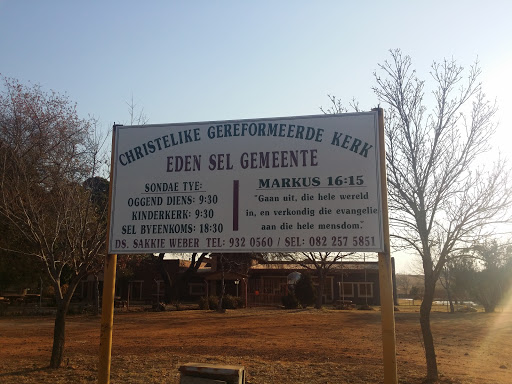 CHRISTELIKE GEREFORMEERDE KERK
EDEN SEL GEMEENTE
SONDAE TYE:
OGGEND DIENS: 9:30
KINDERKERK: 9:30
SEL BYEENKOMS: 18:30
MARKUS 16:15
"Gaan uit, die hele wereld
in, en verkondig die evangelie
aan die hele mensdom."
DS. SAKKIE WEBER TEL: 932 0560 / SEL: 082 257 5851